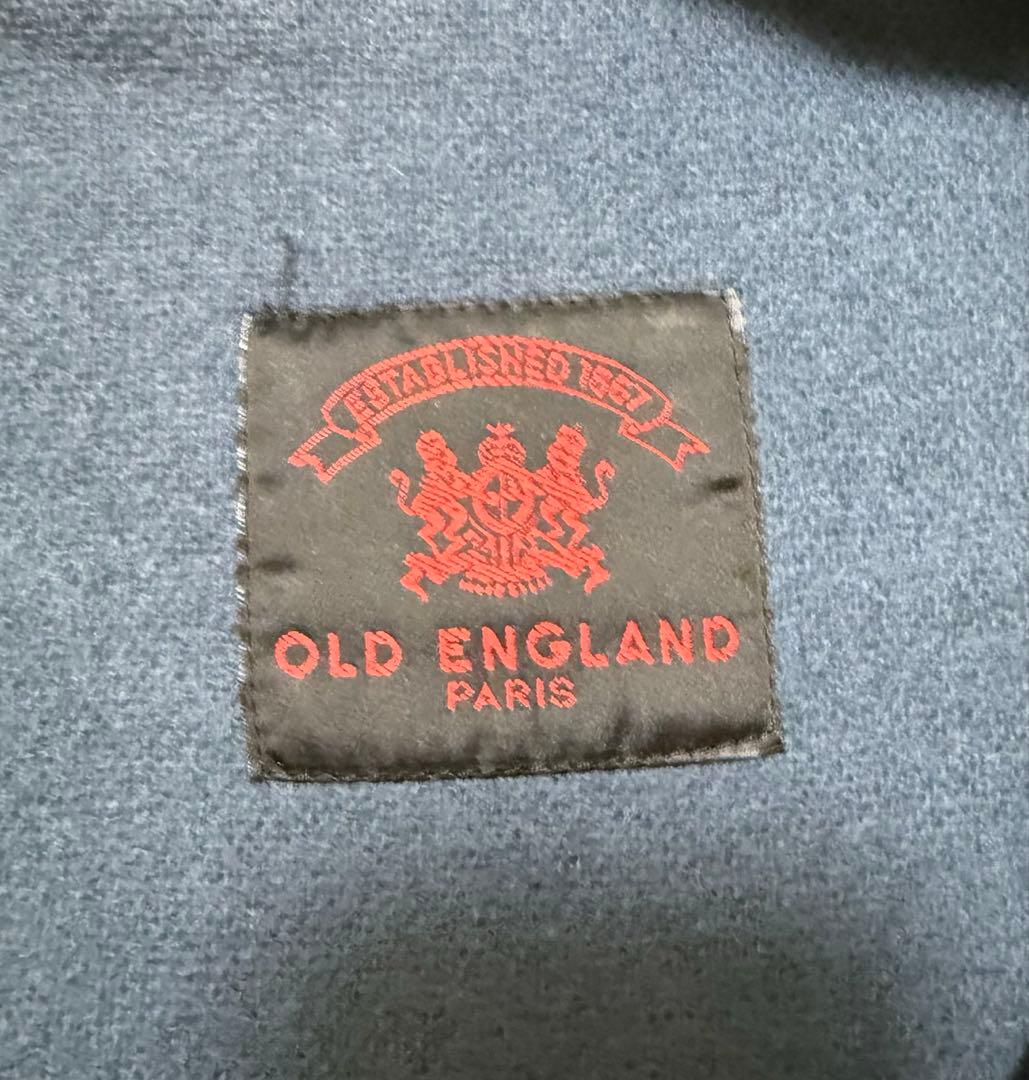 ESTABLISHED 1867
OLD ENGLAND
PARIS